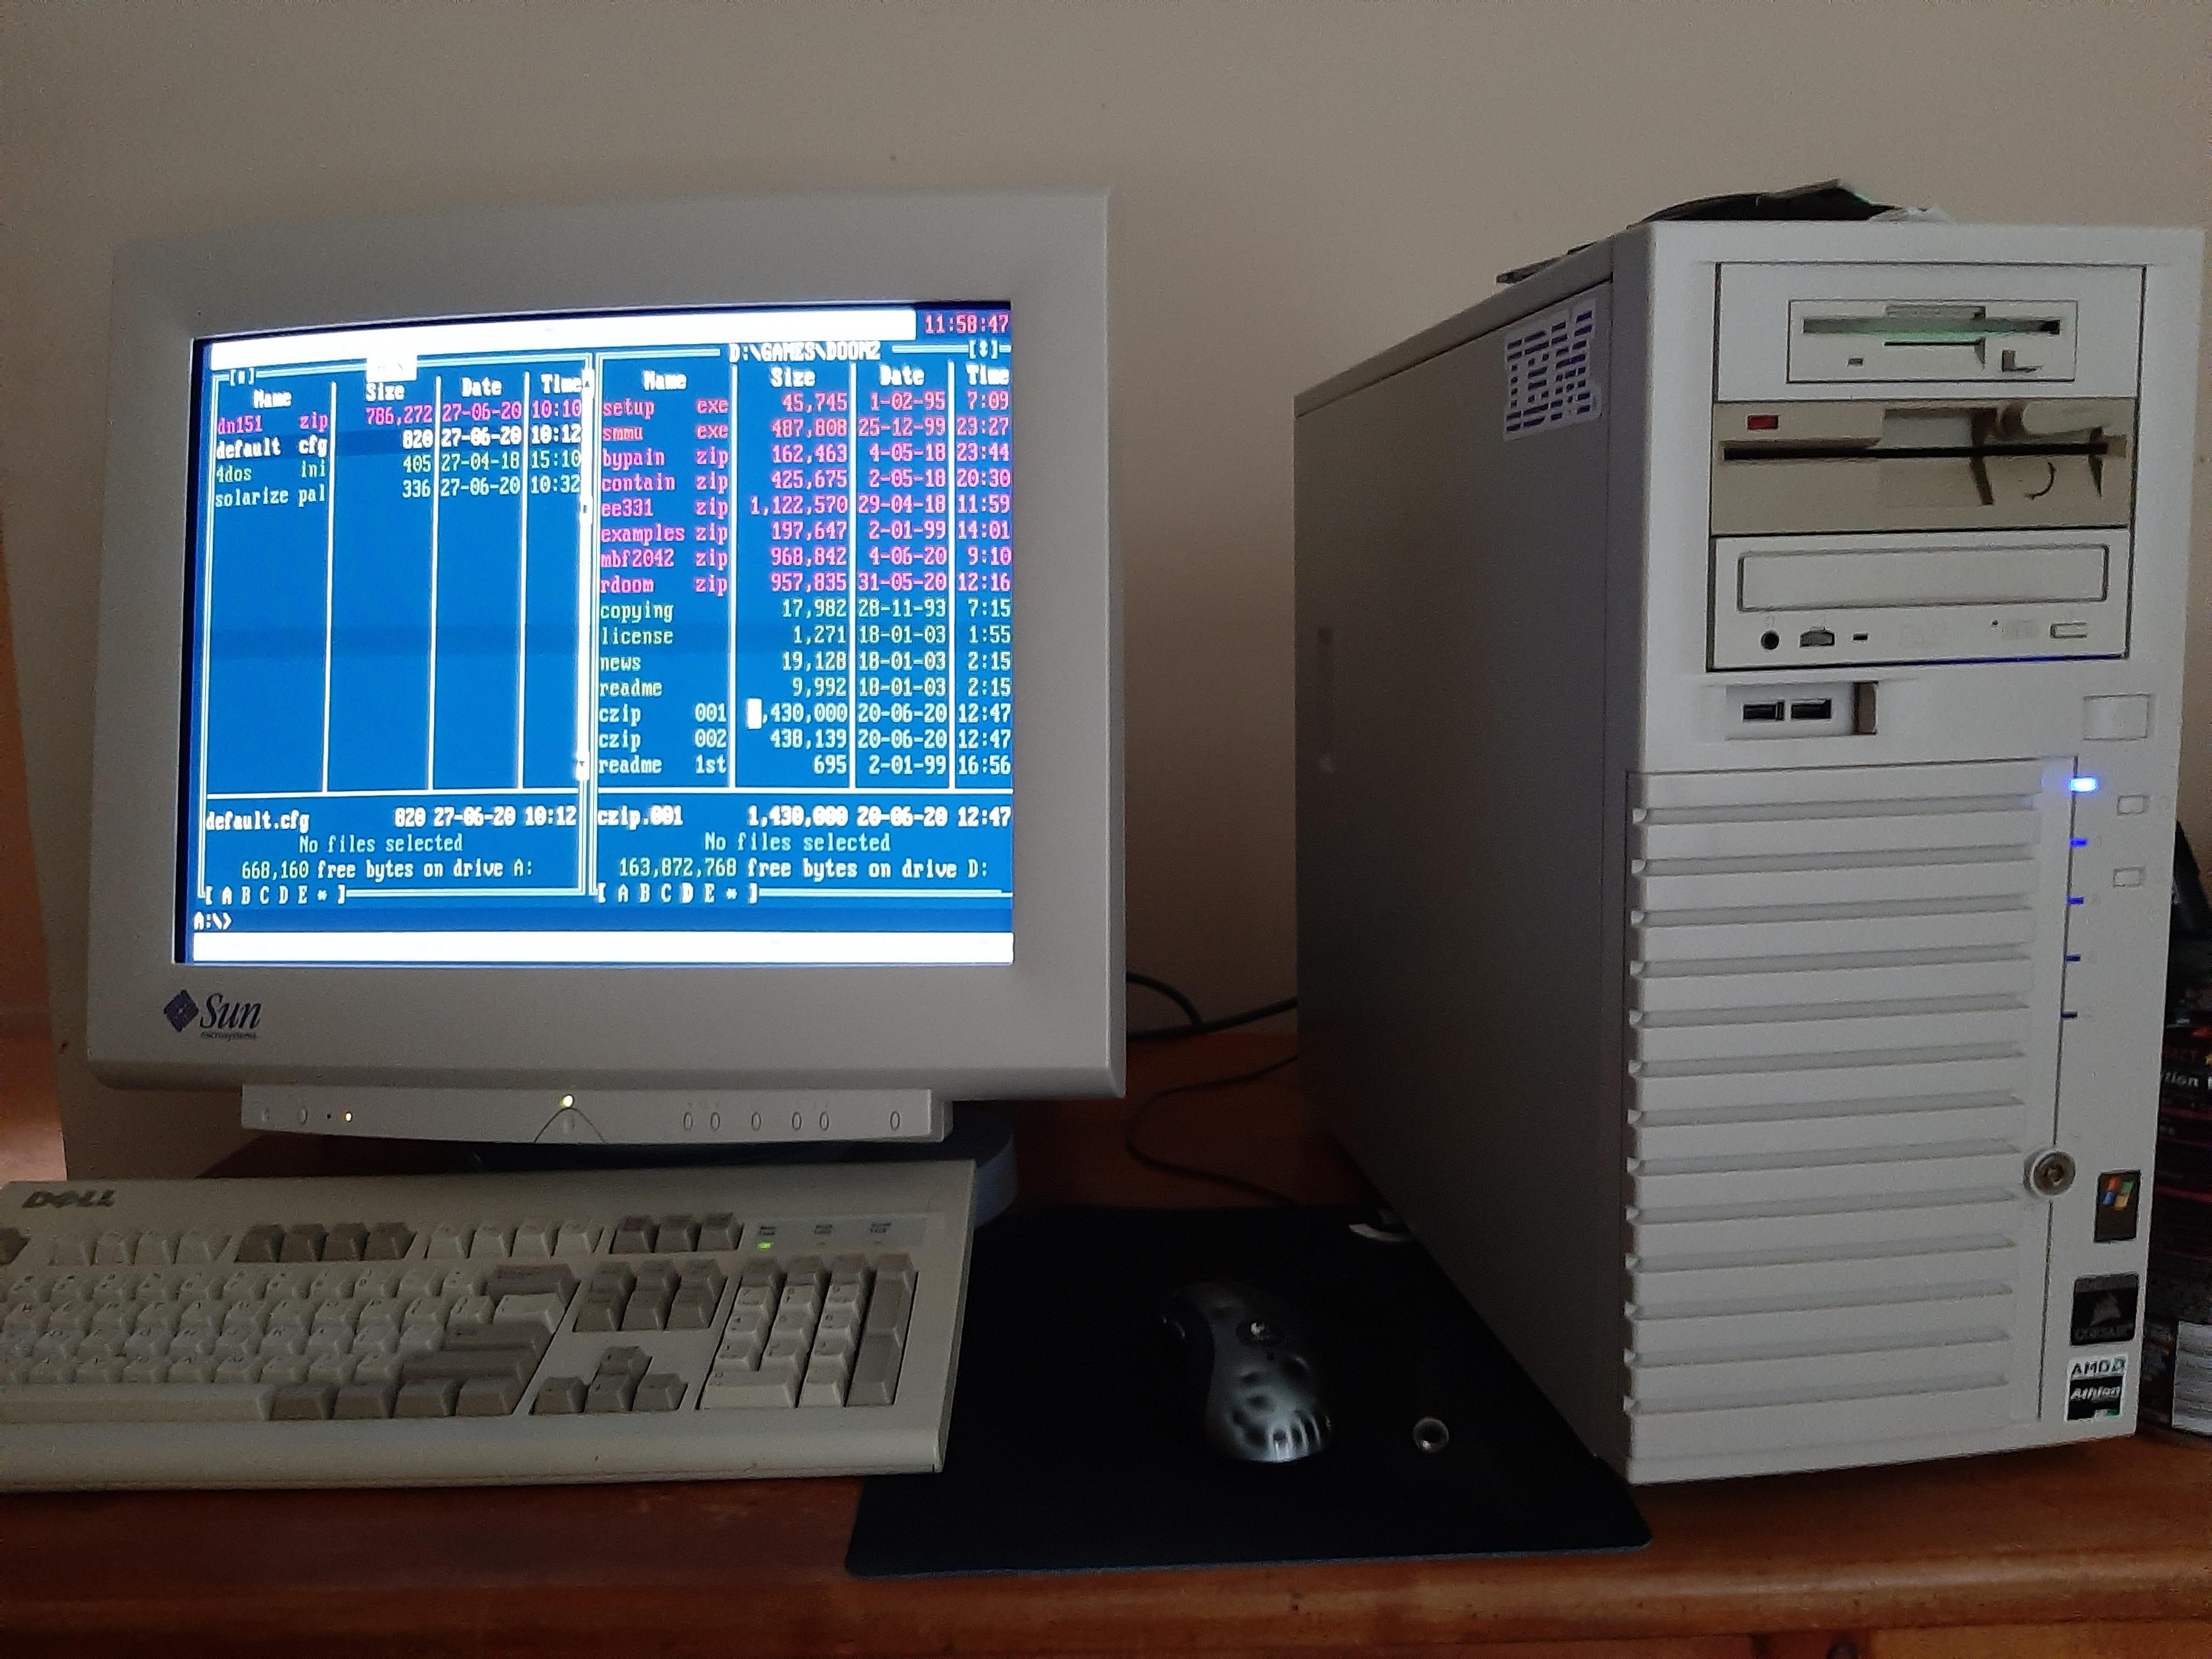 11:58:47
[■]
Name Size Date Time
dn151 zip 786,272 27-06-20 10:10
default cfg 820 27-06-20 10:12
4dos ini 405 27-04-18 15:10
solarize pal 336 27-06-20 10:32
default.cfg 820 27-06-20 10:12
No files selected
668,160 free bytes on drive A:
[ A B C D E * ]
D:\GAMES\DOOM2 [↕]
Name Size Date Time
setup exe 45,745 1-02-95 7:09
smmu exe 487,808 25-12-99 23:27
bypain zip 162,463 4-05-18 23:44
contain zip 425,675 2-05-18 20:30
ee331 zip 1,122,570 29-04-18 11:59
examples zip 197,647 2-01-99 14:01
mbf2042 zip 968,842 4-06-20 9:10
rdoom zip 957,835 31-05-20 12:16
copying 17,982 28-11-93 7:15
license 1,271 18-01-03 1:55
news 19,128 18-01-03 2:15
readme 9,992 18-01-03 2:15
czip 001 ,430,000 20-06-20 12:47
czip 002 438,139 20-06-20 12:47
readme 1st 695 2-01-99 16:56
czip.001 1,430,000 20-06-20 12:47
No files selected
163,872,768 free bytes on drive D:
[ A B C D E * ]
A:\>
Sun
microsystems
DELL
IBM
CORSAIR
AMD
Athlon